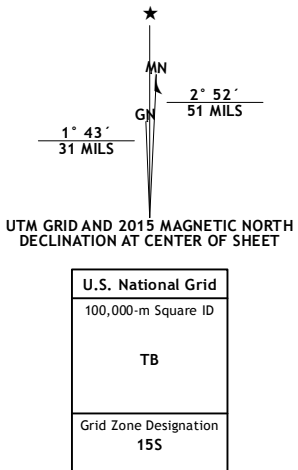 MN
GN
2° 52´
51 MILS
1° 43´
31 MILS
UTM GRID AND 2015 MAGNETIC NORTH
DECLINATION AT CENTER OF SHEET
U.S. National Grid
100,000-m Square ID
TB
Grid Zone Designation
15S